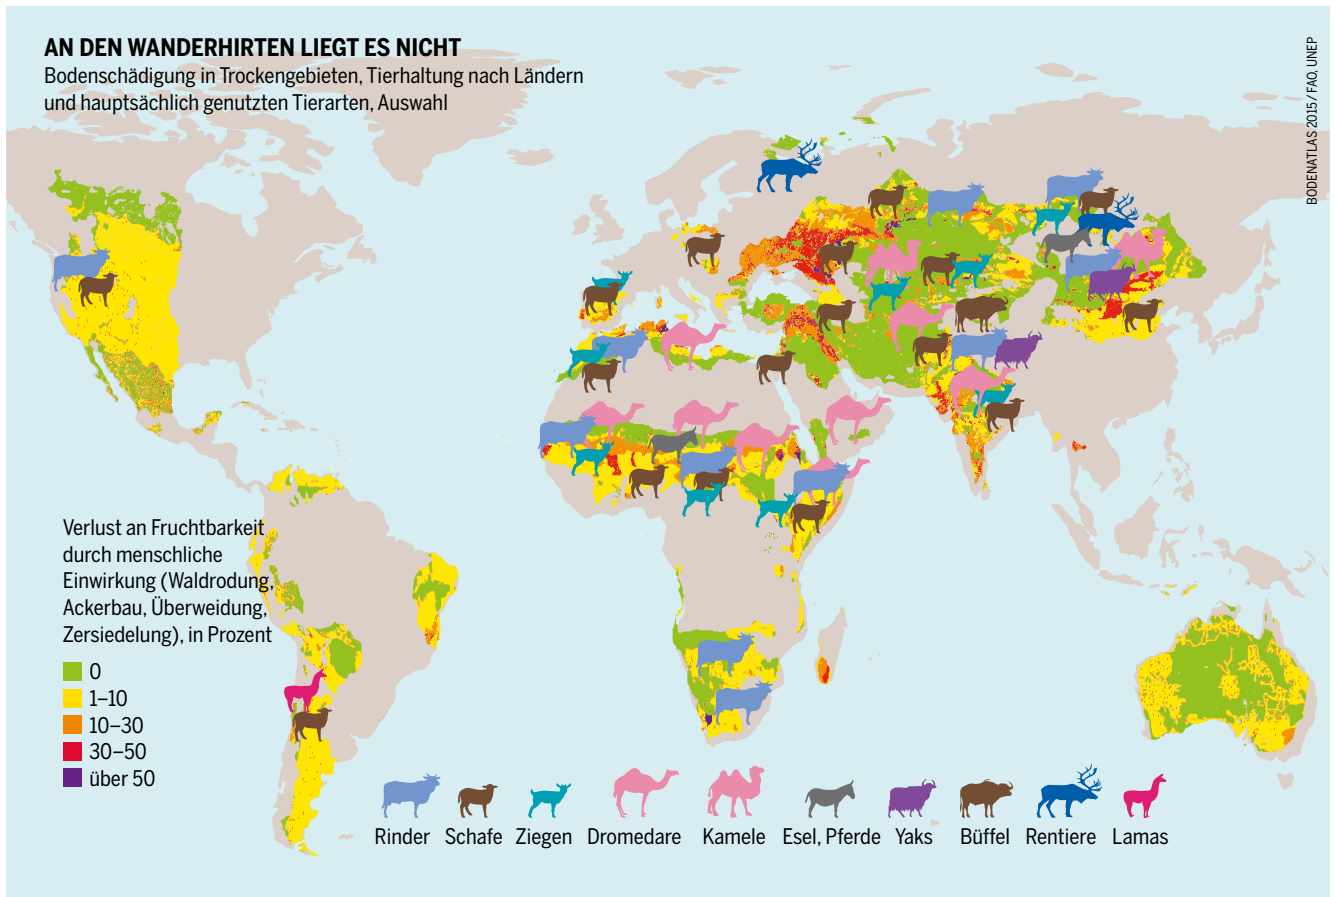 AN DEN WANDERHIRTEN LIEGT ES NICHT
Bodenschädigung in Trockengebieten, Tierhaltung nach Ländern
und hauptsächlich genutzten Tierarten, Auswahl
BODENATLAS 2015 / FAO, UNEP
Verlust an Fruchtbarkeit
durch menschliche
Einwirkung (Waldrodung,
Ackerbau, Überweidung,
Zersiedelung), in Prozent
0
1–10
10–30
30–50
über 50
Rinder Schafe Ziegen Dromedare Kamele Esel, Pferde Yaks Büffel Rentiere Lamas